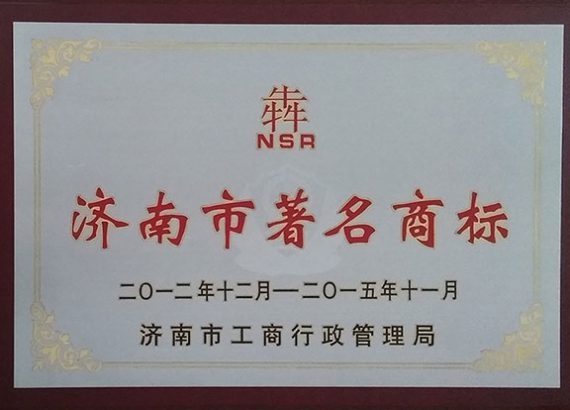 犇
NSR
济南市著名商标
二〇一二年十二月—二〇一五年十一月
济南市工商行政管理局